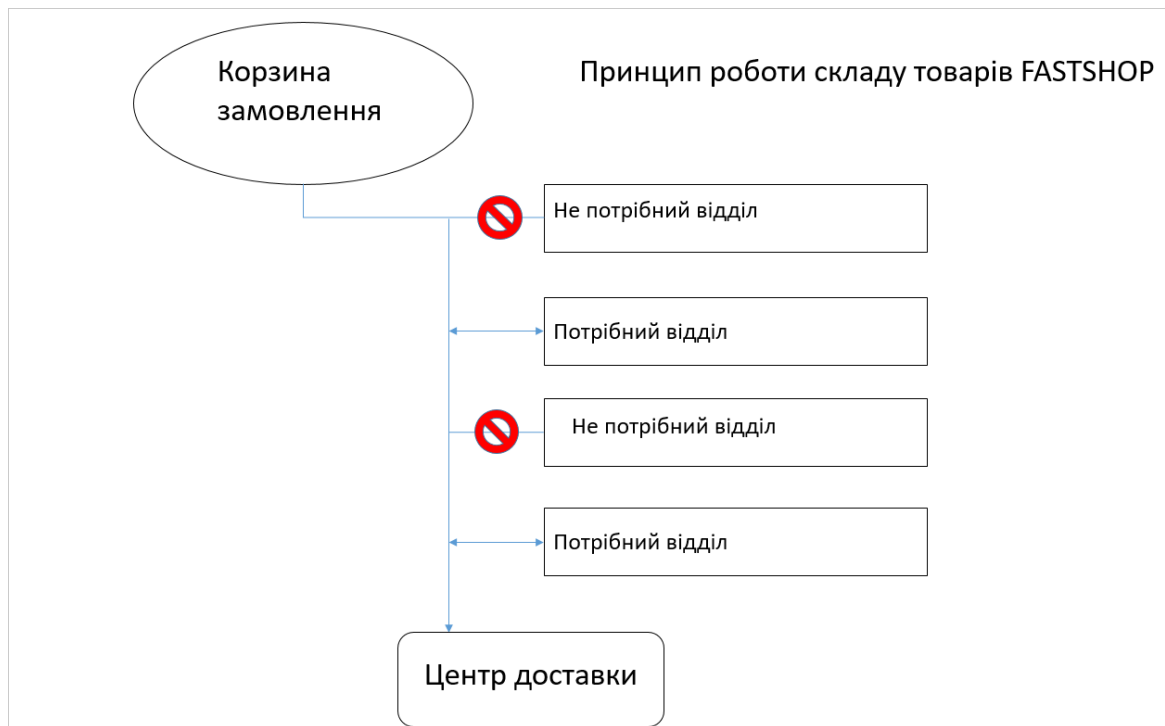 Корзина
замовлення
Принцип роботи складу товарів FASTSHOP
Не потрібний відділ
Потрібний відділ
Не потрібний відділ
Потрібний відділ
Центр доставки